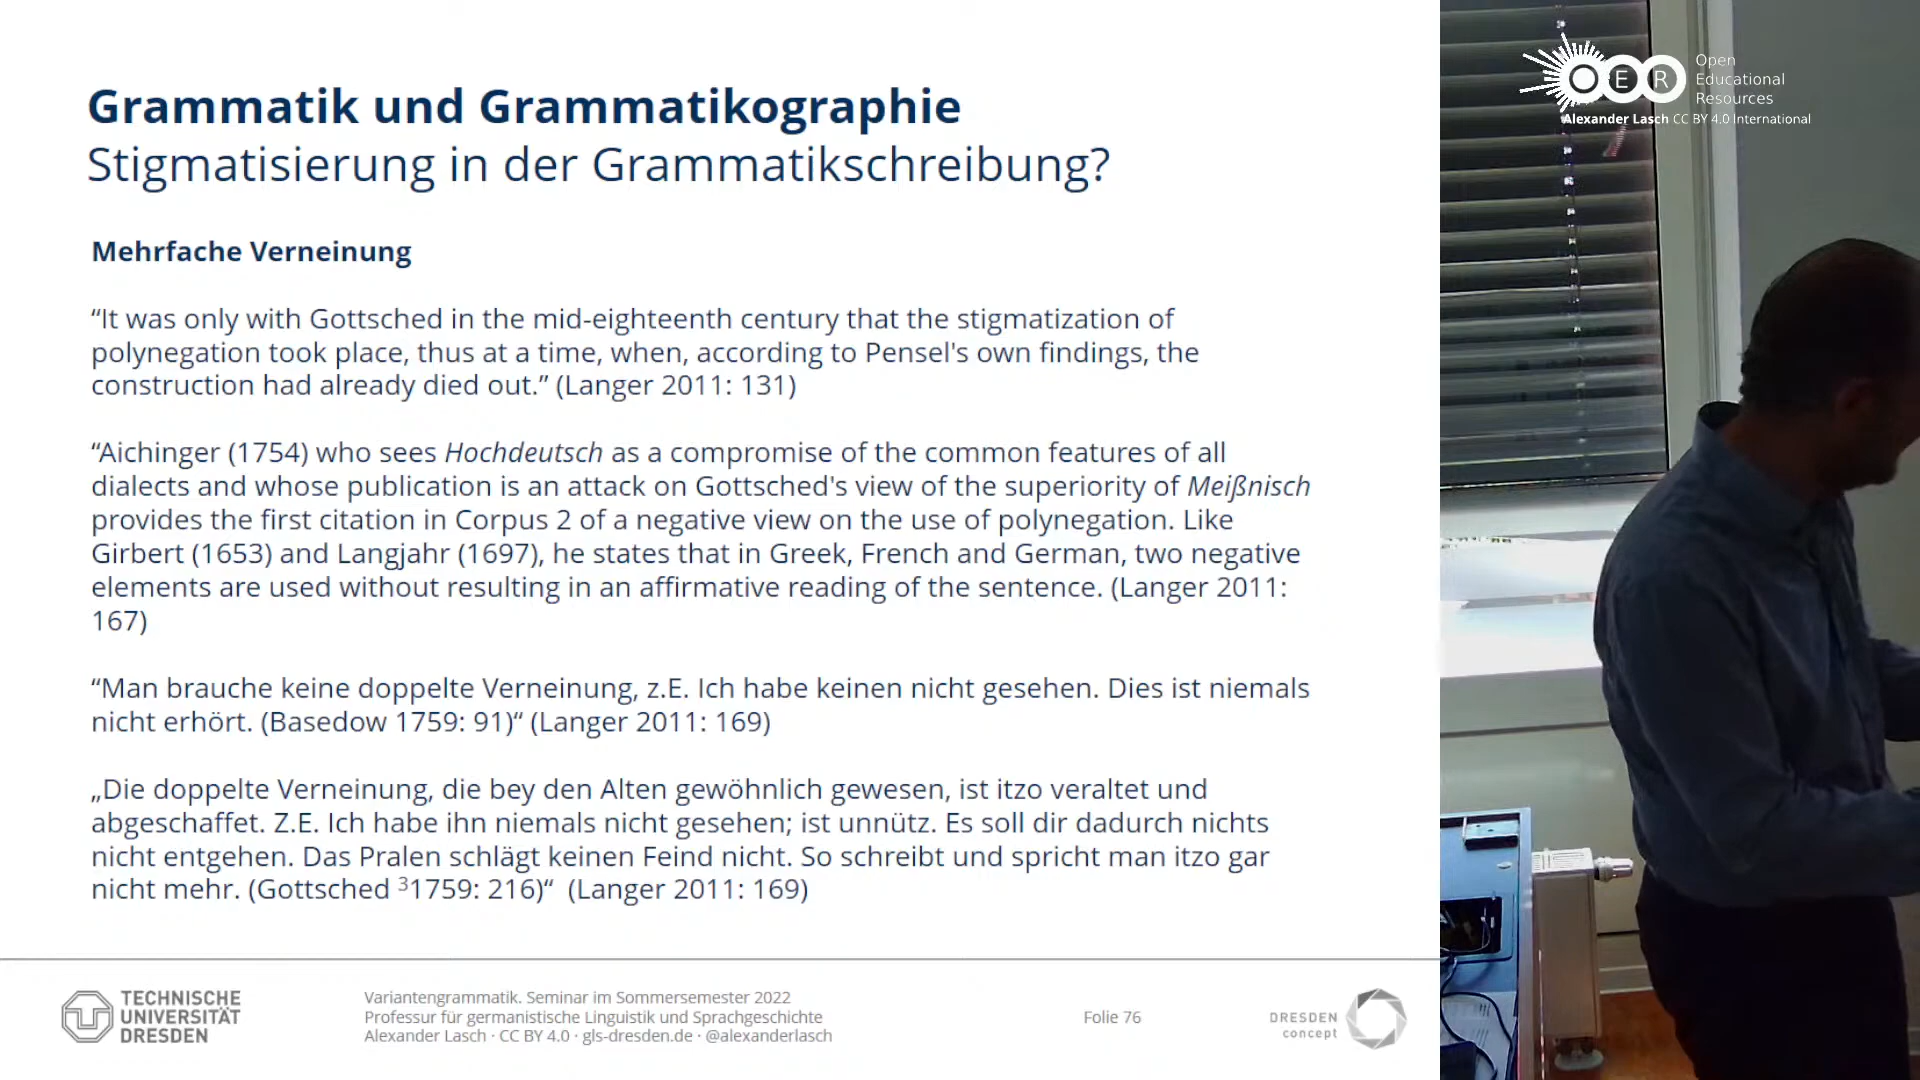 Grammatik und Grammatikographie
Stigmatisierung in der Grammatikschreibung?
Mehrfache Verneinung
“It was only with Gottsched in the mid-eighteenth century that the stigmatization of
polynegation took place, thus at a time, when, according to Pensel's own findings, the
construction had already died out.” (Langer 2011: 131)
“Aichinger (1754) who sees Hochdeutsch as a compromise of the common features of all
dialects and whose publication is an attack on Gottsched's view of the superiority of Meißnisch
provides the first citation in Corpus 2 of a negative view on the use of polynegation. Like
Girbert (1653) and Langjahr (1697), he states that in Greek, French and German, two negative
elements are used without resulting in an affirmative reading of the sentence. (Langer 2011:
167)
“Man brauche keine doppelte Verneinung, z.E. Ich habe keinen nicht gesehen. Dies ist niemals
nicht erhört. (Basedow 1759: 91)“ (Langer 2011: 169)
„Die doppelte Verneinung, die bey den Alten gewöhnlich gewesen, ist itzo veraltet und
abgeschaffet. Z.E. Ich habe ihn niemals nicht gesehen; ist unnütz. Es soll dir dadurch nichts
nicht entgehen. Das Pralen schlägt keinen Feind nicht. So schreibt und spricht man itzo gar
nicht mehr. (Gottsched ³1759: 216)“ (Langer 2011: 169)
TECHNISCHE
UNIVERSITÄT
DRESDEN
Variantengrammatik. Seminar im Sommersemester 2022
Professur für germanistische Linguistik und Sprachgeschichte
Alexander Lasch · CC BY 4.0 · gls-dresden.de · @alexanderlasch
Folie 76
DRESDEN
concept
OER
Open
Educational
Resources
Alexander Lasch CC BY 4.0 International